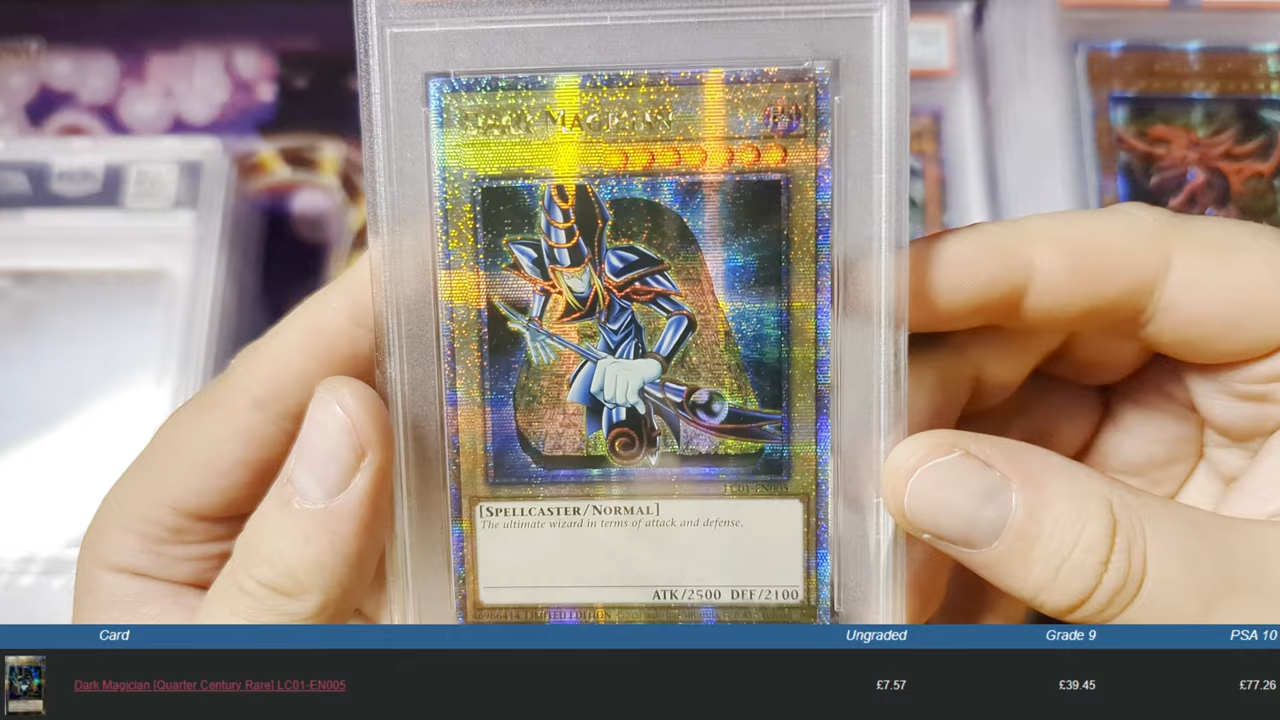 DARK MAGICIAN
LC01-EN005
[SPELLCASTER/NORMAL]
The ultimate wizard in terms of attack and defense.
ATK/2500 DEF/2100
LIMITED EDITION
Card Ungraded Grade 9 PSA 10
Dark Magician [Quarter Century Rare] LC01-EN005 £7.57 £39.45 £77.26